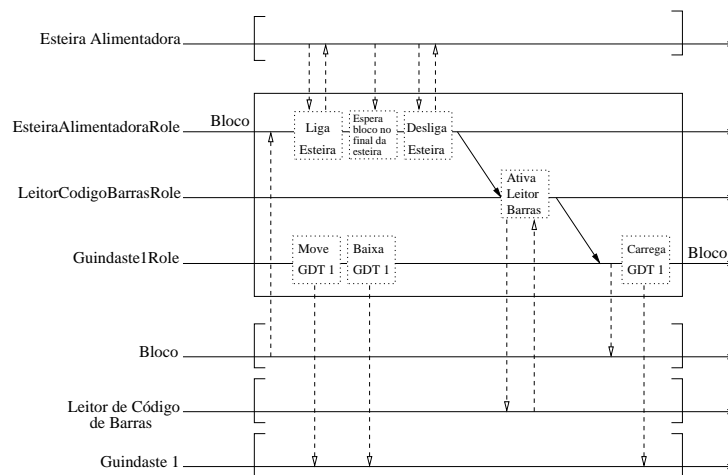 Esteira Alimentadora
EsteiraAlimentadoraRole
Bloco
Liga
Esteira
Espera
bloco no
final da
esteira
Desliga
Esteira
LeitorCodigoBarrasRole
Ativa
Leitor
Barras
Guindaste1Role
Move
GDT 1
Baixa
GDT 1
Carrega
GDT 1
Bloco
Bloco
Leitor de Código
de Barras
Guindaste 1